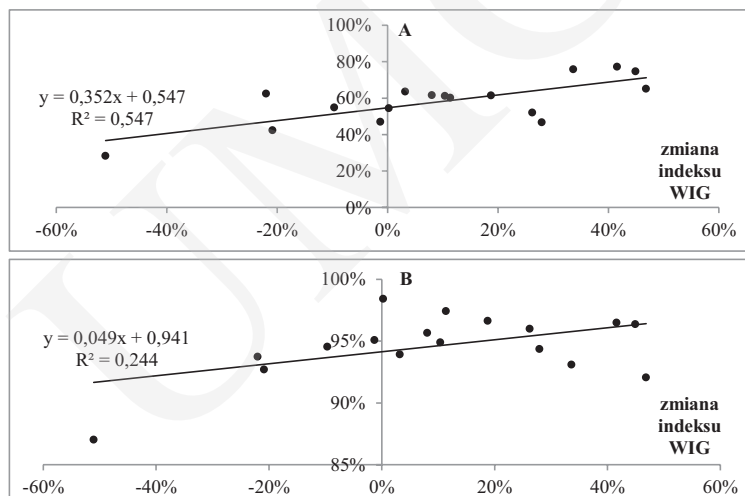 A
100%
80%
60%
40%
20%
0%
y = 0,352x + 0,547
R² = 0,547
zmiana
indeksu
WIG
-60% -40% -20% 0% 20% 40% 60%
B
100%
95%
90%
85%
y = 0,049x + 0,941
R² = 0,244
zmiana
indeksu
WIG
-60% -40% -20% 0% 20% 40% 60%